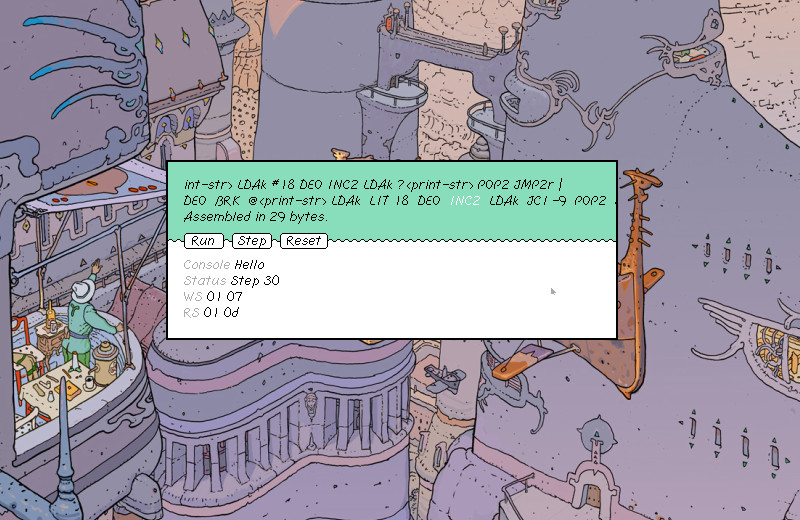 int-str> LDAk #18 DEO INC2 LDAk ?<print-str> POP2 JMP2r |
DEO BRK @<print-str> LDAk LIT 18 DEO INC2 LDAk JCI -9 POP2
Assembled in 29 bytes.
Run Step Reset
Console Hello
Status Step 30
WS 01 07
RS 01 0d